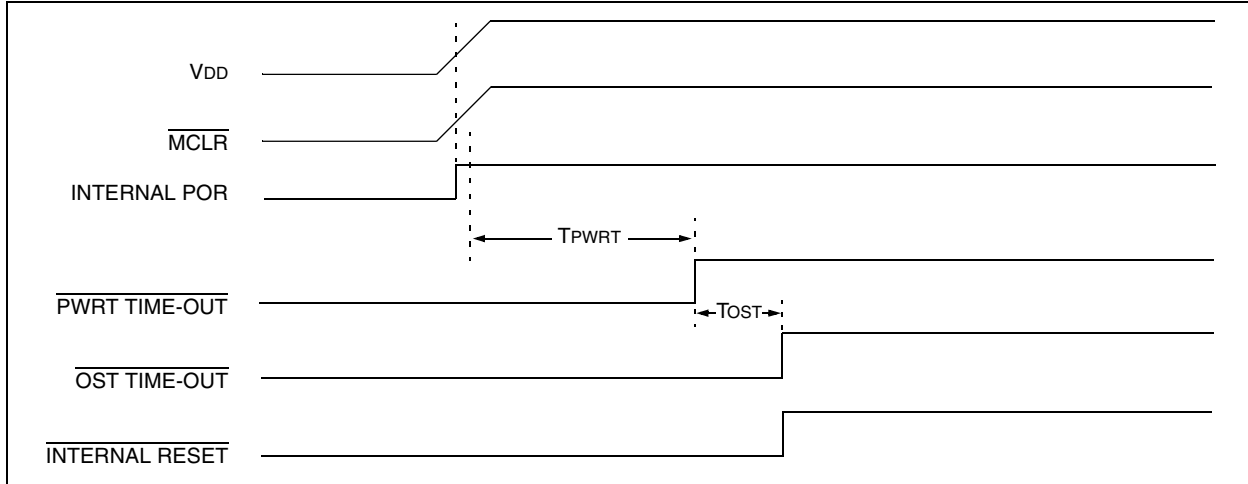 VDD
MCLR
INTERNAL POR
TPWRT
PWRT TIME-OUT
TOST
OST TIME-OUT
INTERNAL RESET